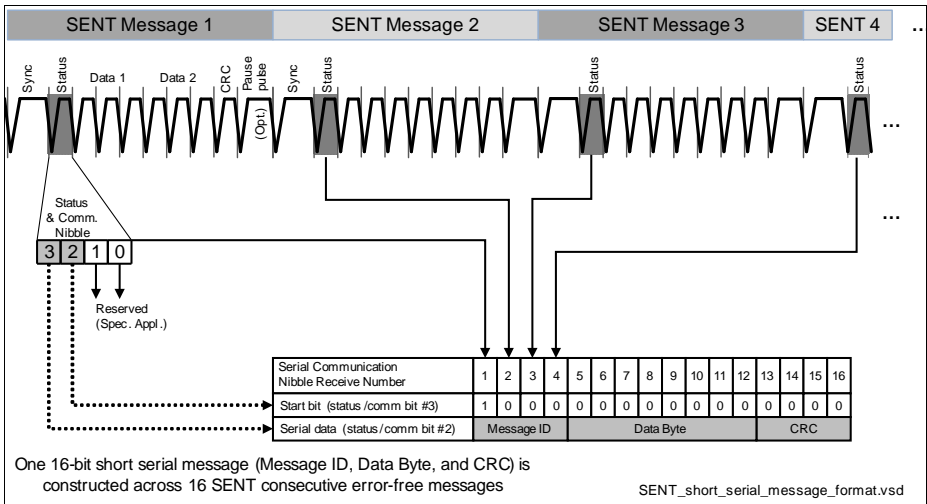 SENT Message 1 SENT Message 2 SENT Message 3 SENT 4 ...
Sync Status Data 1 Data 2 CRC Pause pulse (Opt.) Sync Status Status Status
...
...
Status
& Comm.
Nibble
3 2 1 0
Reserved
(Spec. Appl.)
Serial Communication
Nibble Receive Number
1 2 3 4 5 6 7 8 9 10 11 12 13 14 15 16
Start bit (status/comm bit #3) 1 0 0 0 0 0 0 0 0 0 0 0 0 0 0 0
Serial data (status/comm bit #2) Message ID Data Byte CRC
One 16-bit short serial message (Message ID, Data Byte, and CRC) is
constructed across 16 SENT consecutive error-free messages
SENT_short_serial_message_format.vsd